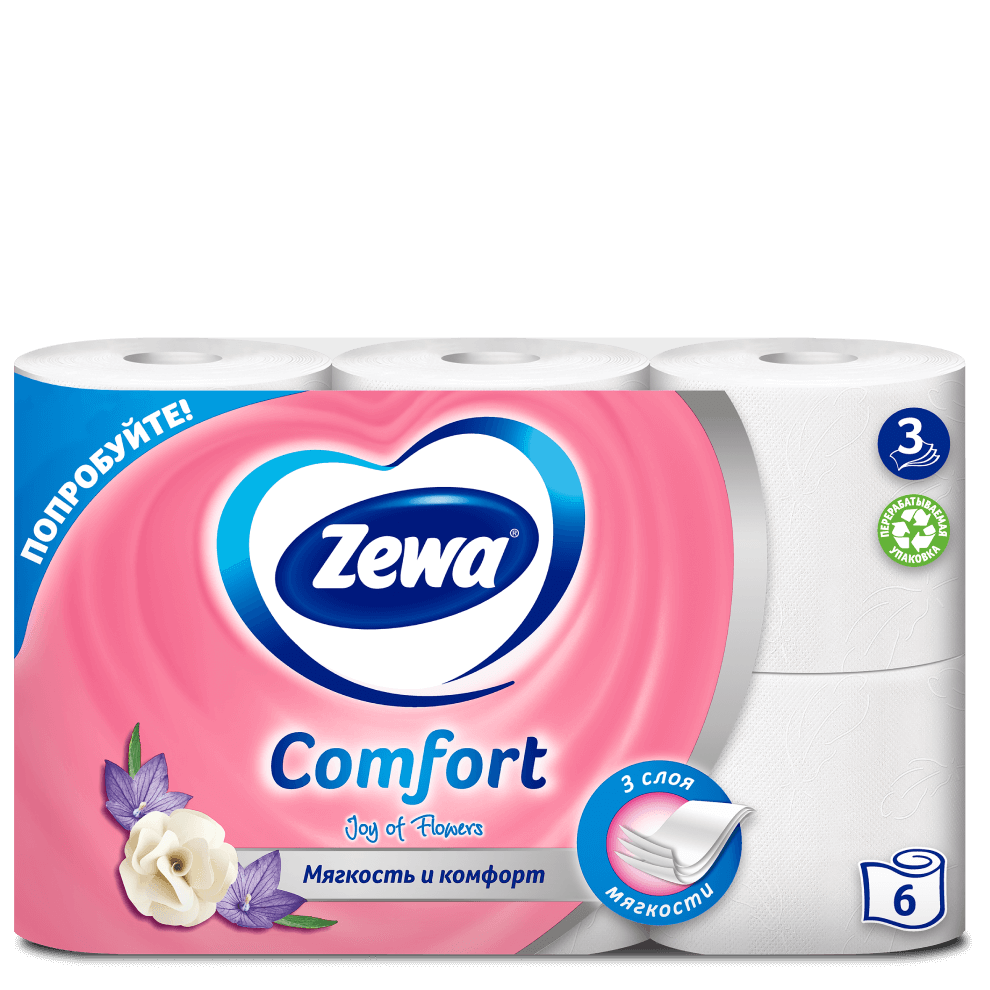 ПОПРОБУЙТЕ!
Zewa®
Comfort
Joy of Flowers
Мягкость и комфорт
3 СЛОЯ
МЯГКОСТИ
3
ПЕРЕРАБАТЫВАЕМАЯ
УПАКОВКА
6